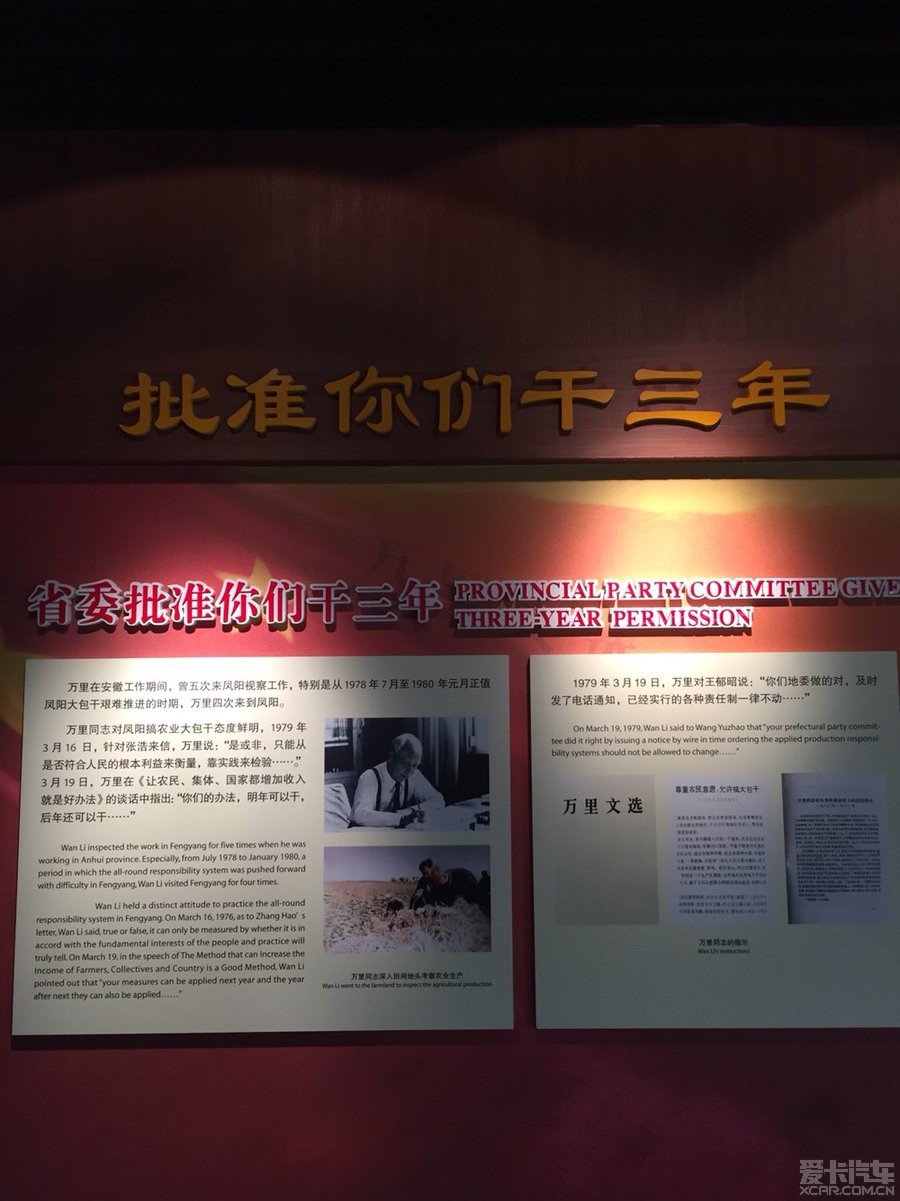 批准你们干三年
省委批准你们干三年
PROVINCIAL PARTY COMMITTEE GIVE
THREE-YEAR PERMISSION
万里在安徽工作期间，曾五次来凤阳视察工作，特别是从1978年7月至1980年元月正值
凤阳大包干艰难推进的时期，万里四次来到凤阳。
万里同志对凤阳搞农业大包干态度鲜明，1979年
3月16日，针对张浩来信，万里说：“是或非，只能从
是否符合人民的根本利益来衡量，靠实践来检验……。”
3月19日，万里在《让农民、集体、国家都增加收入
就是好办法》的谈话中指出：“你们的办法，明年可以干，
后年还可以干……”
Wan Li inspected the work in Fengyang for five times when he was
working in Anhui province. Especially, from July 1978 to January 1980, a
period in which the all-round responsibility system was pushed forward
with difficulty in Fengyang, Wan Li visited Fengyang for four times.
Wan Li held a distinct attitude to practice the all-round
responsibility system in Fengyang. On March 16, 1976, as to Zhang Hao's
letter, Wan Li said, true or false, it can only be measured by whether it is in
accord with the fundamental interests of the people and practice will
truly tell. On March 19, in the speech of The Method that can Increase the
Income of Farmers, Collectives and Country is a Good Method, Wan Li
pointed out that "your measures can be applied next year and the year
after next they can also be applied……"
万里同志深入田间地头考察农业生产
Wan Li went to the farmland to inspect the agricultural production
1979年3月19日，万里对王郁昭说：“你们地委做的对，及时
发了电话通知，已经实行的各种责任制一律不动……”
On March 19, 1979, Wan Li said to Wang Yuzhao that "your prefectural party commit-
tee did it right by issuing a notice by wire in time ordering the applied production responsi-
bility systems should not be allowed to change……"
万里文选
尊重农民意愿，允许搞大包干
万里同志的指示
Wan Li's instructions
爱卡汽车
XCAR.COM.CN